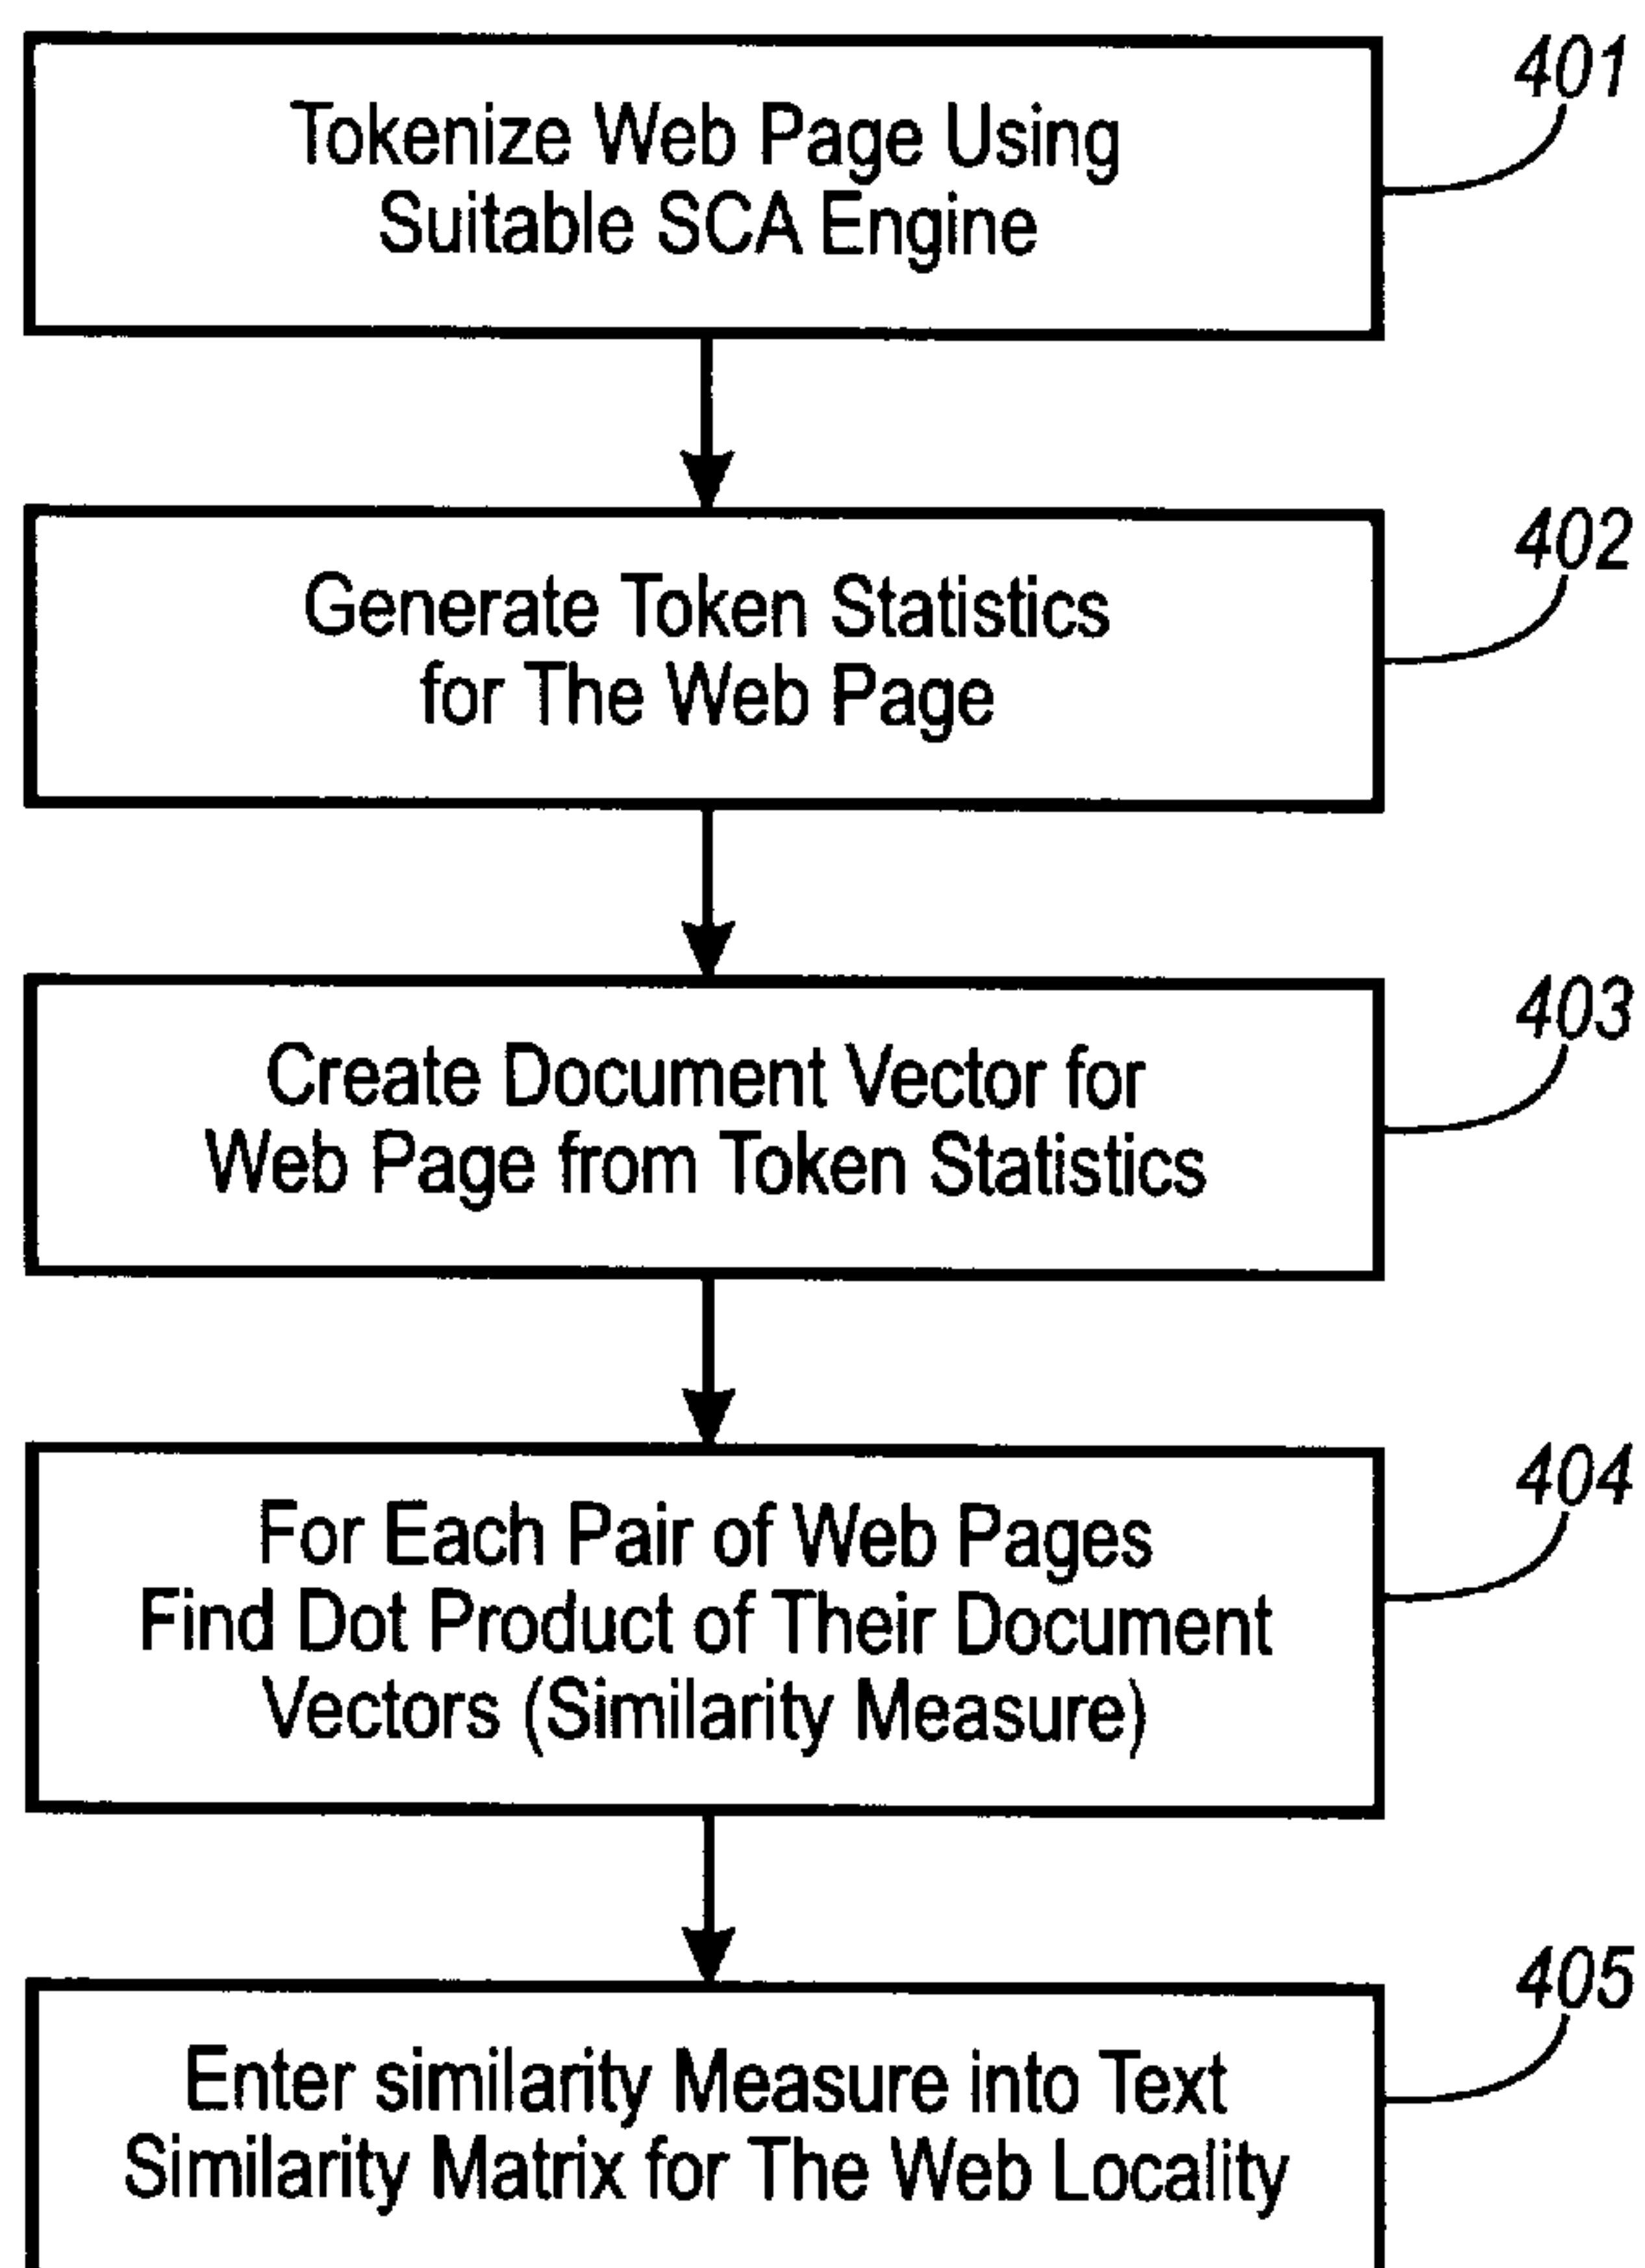 Tokenize Web Page Using
Suitable SCA Engine
401
Generate Token Statistics
for The Web Page
402
Create Document Vector for
Web Page from Token Statistics
403
For Each Pair of Web Pages
Find Dot Product of Their Document
Vectors (Similarity Measure)
404
Enter similarity Measure into Text
Similarity Matrix for The Web Locality
405